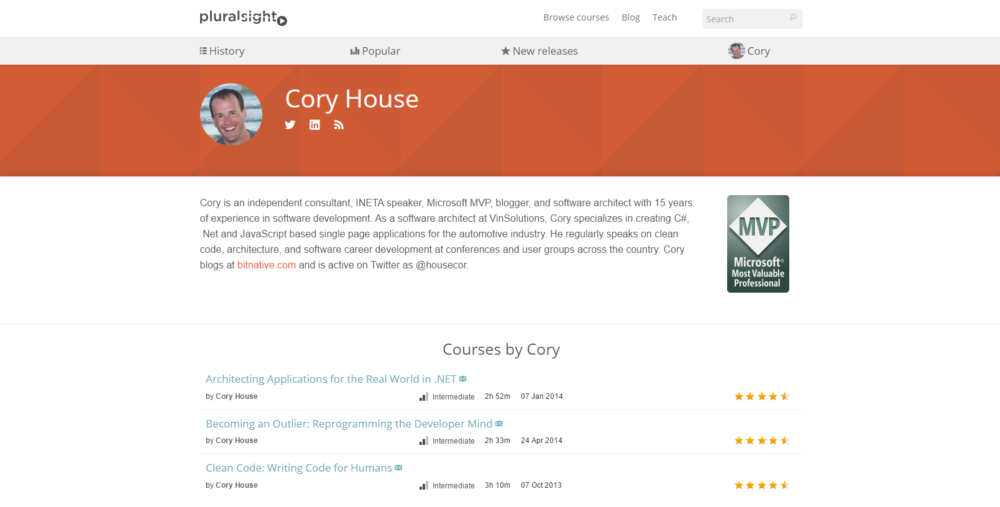 pluralsight
Browse courses Blog Teach Search
History Popular New releases Cory
Cory House
Cory is an independent consultant, INETA speaker, Microsoft MVP, blogger, and software architect with 15 years
of experience in software development. As a software architect at VinSolutions, Cory specializes in creating C#,
.Net and JavaScript based single page applications for the automotive industry. He regularly speaks on clean
code, architecture, and software career development at conferences and user groups across the country. Cory
blogs at bitnative.com and is active on Twitter as @housecor.
MVP
Microsoft®
Most Valuable
Professional
Courses by Cory
Architecting Applications for the Real World in .NET CC
by Cory House Intermediate 2h 52m 07 Jan 2014
Becoming an Outlier: Reprogramming the Developer Mind CC
by Cory House Intermediate 2h 33m 24 Apr 2014
Clean Code: Writing Code for Humans CC
by Cory House Intermediate 3h 10m 07 Oct 2013